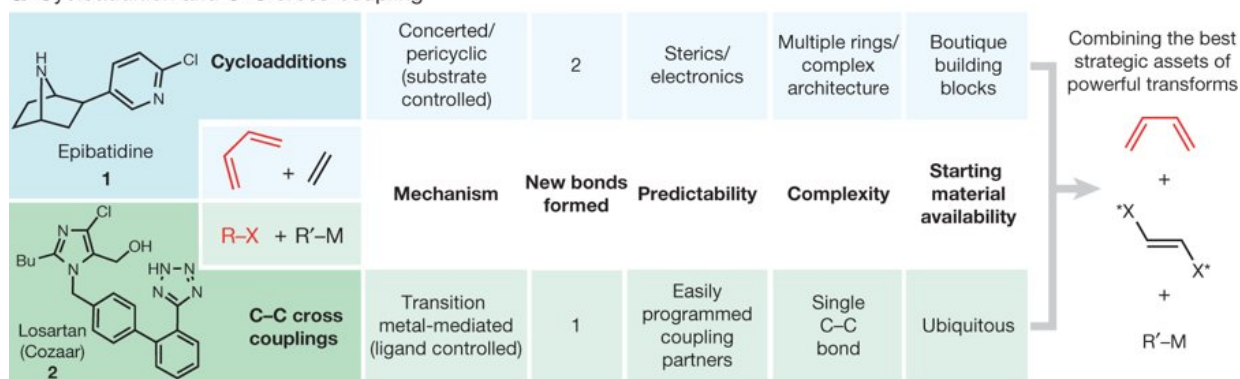 Concerted/
pericyclic
(substrate
controlled)
2
Sterics/
electronics
Multiple rings/
complex
architecture
Boutique
building
blocks
Cycloadditions
H
N
Cl
N
Epibatidine
1
Combining the best
strategic assets of
powerful transforms
+
Mechanism
New bonds
formed
Predictability
Complexity
Starting
material
availability
R–X + R′–M
Cl
N
OH
Bu
N
HN–N
N
N
Losartan
(Cozaar)
2
C–C cross
couplings
Transition
metal-mediated
(ligand controlled)
1
Easily
programmed
coupling
partners
Single
C–C
bond
Ubiquitous
+
*X
X*
+
R′–M